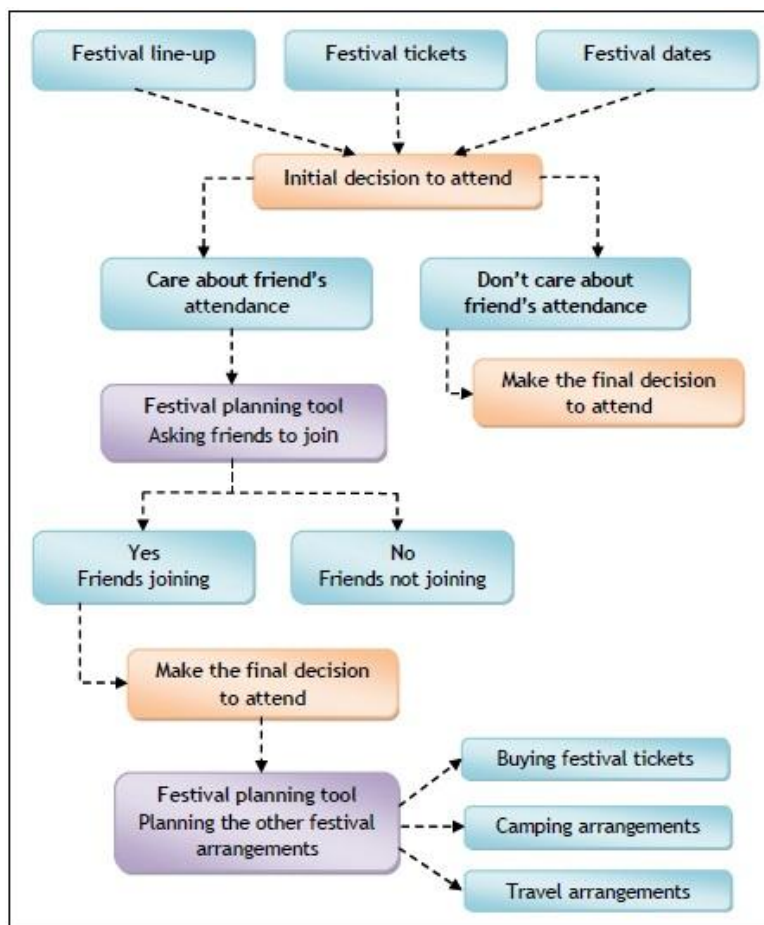 Festival line-up
Festival tickets
Festival dates
Initial decision to attend
Care about friend's
attendance
Don't care about
friend's attendance
Make the final decision
to attend
Festival planning tool
Asking friends to join
Yes
Friends joining
No
Friends not joining
Make the final decision
to attend
Festival planning tool
Planning the other festival
arrangements
Buying festival tickets
Camping arrangements
Travel arrangements